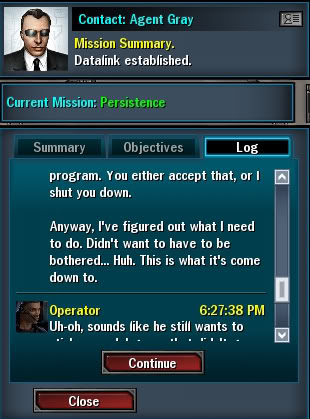 Contact: Agent Gray
Mission Summary.
Datalink established.
Current Mission: Persistence
Summary
Objectives
Log
program. You either accept that, or I
shut you down.
Anyway, I've figured out what I need
to do. Didn't want to have to be
bothered... Huh. This is what it's come
down to.
Operator 6:27:38 PM
Uh-oh, sounds like he still wants to
Continue
Close